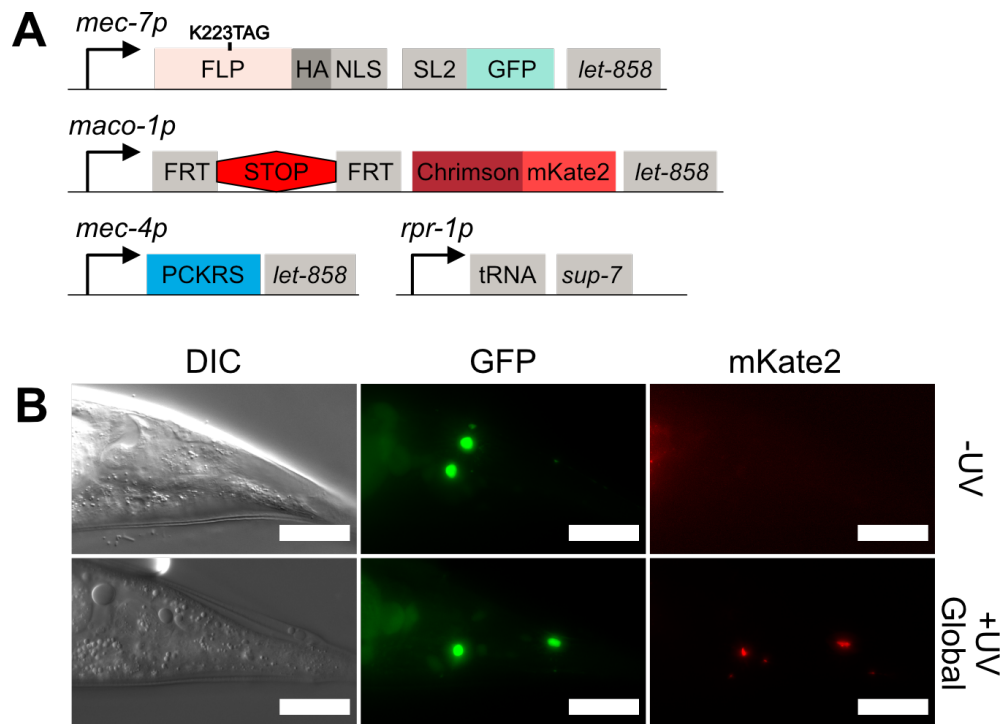 A
mec-7p
K223TAG
FLP HA NLS SL2 GFP let-858
maco-1p
FRT STOP FRT Chrimson mKate2 let-858
mec-4p rpr-1p
PCKRS let-858 tRNA sup-7
DIC GFP mKate2
B
-UV
+UV
Global